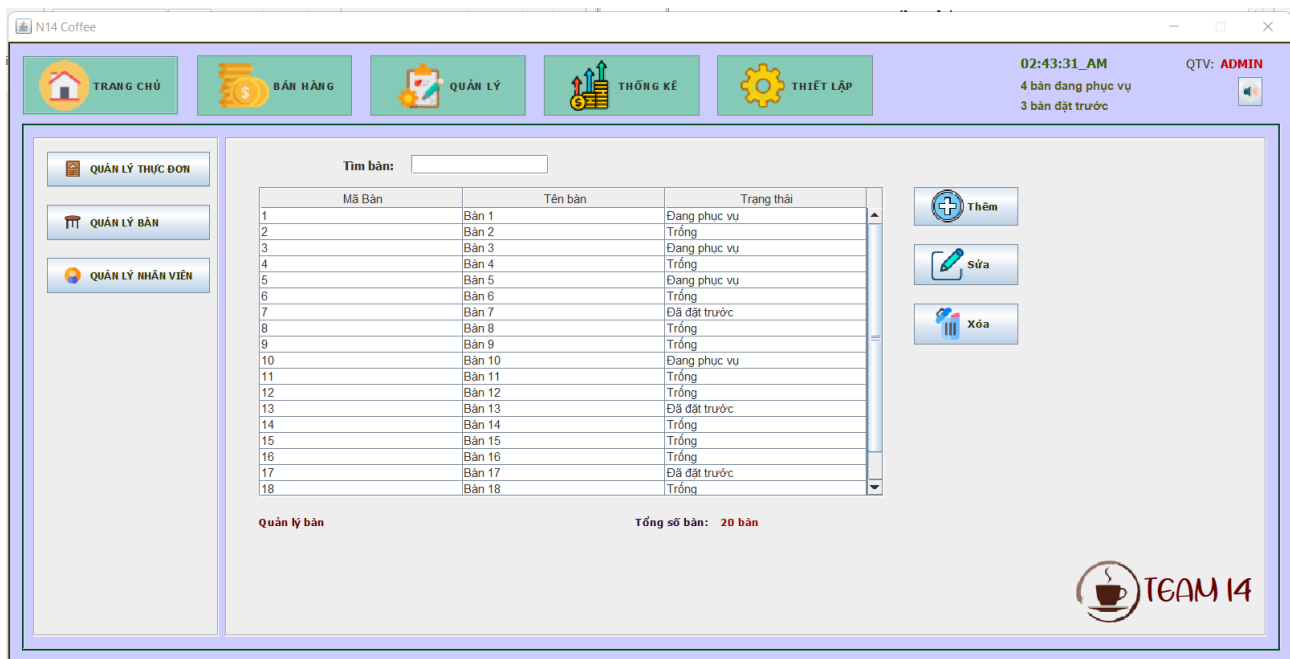 N14 Coffee
TRANG CHỦ
BÁN HÀNG
QUẢN LÝ
THỐNG KÊ
THIẾT LẬP
02:43:31_AM
QTV: ADMIN
4 bàn đang phục vụ
3 bàn đặt trước
QUẢN LÝ THỰC ĐƠN
QUẢN LÝ BÀN
QUẢN LÝ NHÂN VIÊN
Tìm bàn:
Mã Bàn Tên bàn Trạng thái
1 Bàn 1 Đang phục vụ
2 Bàn 2 Trống
3 Bàn 3 Đang phục vụ
4 Bàn 4 Trống
5 Bàn 5 Đang phục vụ
6 Bàn 6 Trống
7 Bàn 7 Đã đặt trước
8 Bàn 8 Trống
9 Bàn 9 Trống
10 Bàn 10 Đang phục vụ
11 Bàn 11 Trống
12 Bàn 12 Trống
13 Bàn 13 Đã đặt trước
14 Bàn 14 Trống
15 Bàn 15 Trống
16 Bàn 16 Trống
17 Bàn 17 Đã đặt trước
18 Bàn 18 Trống
Thêm
Sửa
Xóa
Quản lý bàn
Tổng số bàn: 20 bàn
TEAM 14